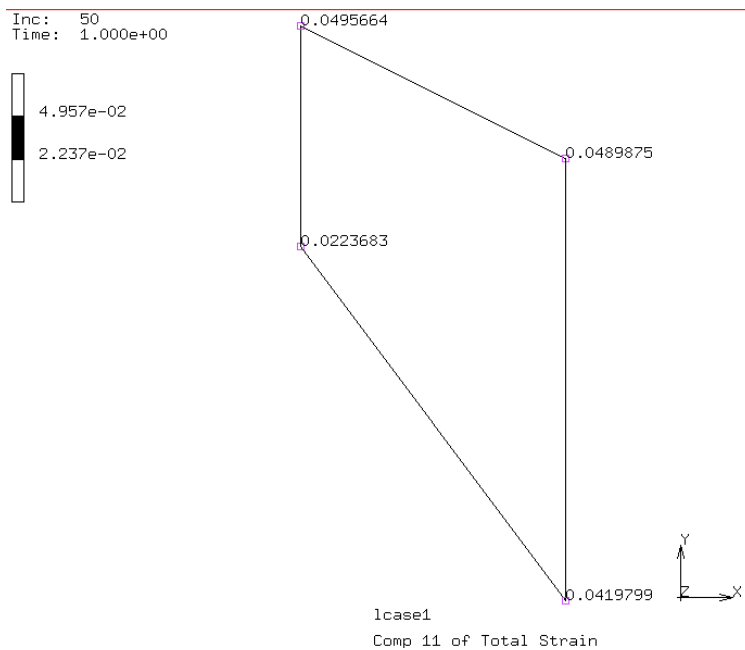 Inc: 50
Time: 1.000e+00
0.0495664
4.957e-02
2.237e-02
0.0489875
0.0223683
0.0419799
Y
Z
X
lcase1
Comp 11 of Total Strain